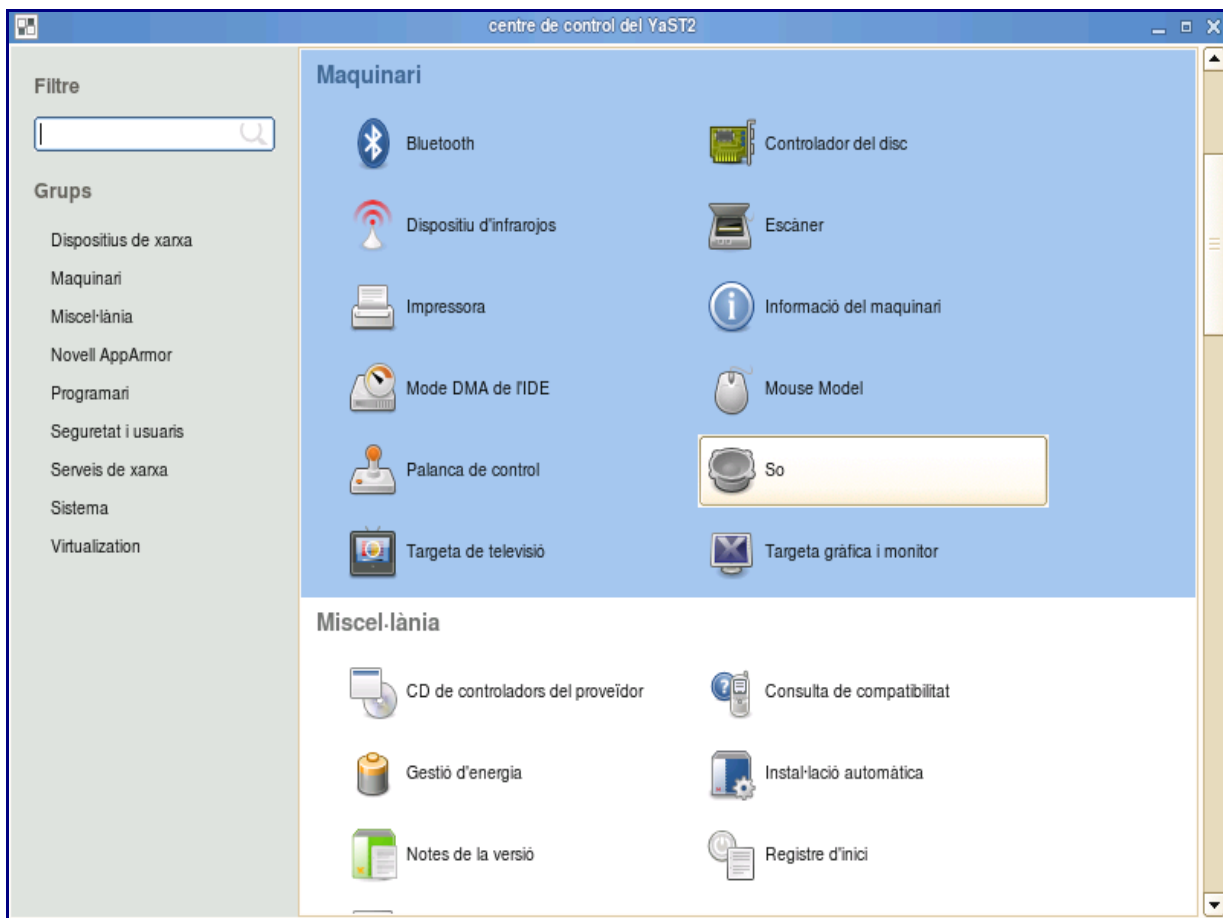 centre de control del YaST2
Filtre
Grups
Dispositius de xarxa
Maquinari
Miscel·lània
Novell AppArmor
Programari
Seguretat i usuaris
Serveis de xarxa
Sistema
Virtualization
Maquinari
Bluetooth
Controlador del disc
Dispositiu d'infrarojos
Escàner
Impressora
Informació del maquinari
Mode DMA de l'IDE
Mouse Model
Palanca de control
So
Targeta de televisió
Targeta gràfica i monitor
Miscel·lània
CD de controladors del proveïdor
Consulta de compatibilitat
Gestió d'energia
Instal·lació automàtica
Notes de la versió
Registre d'inici